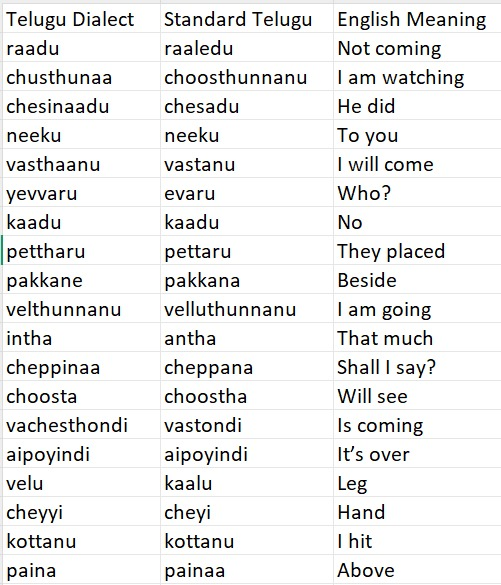 Telugu Dialect Standard Telugu English Meaning
raadu raaledu Not coming
chusthunaa choosthunnanu I am watching
chesinaadu chesadu He did
neeku neeku To you
vasthaanu vastanu I will come
yevvaru evaru Who?
kaadu kaadu No
pettharu pettaru They placed
pakkane pakkana Beside
velthunnanu velluthunnanu I am going
intha antha That much
cheppinaa cheppana Shall I say?
choosta choostha Will see
vachesthondi vastondi Is coming
aipoyindi aipoyindi It’s over
velu kaalu Leg
cheyyi cheyi Hand
kottanu kottanu I hit
paina painaa Above